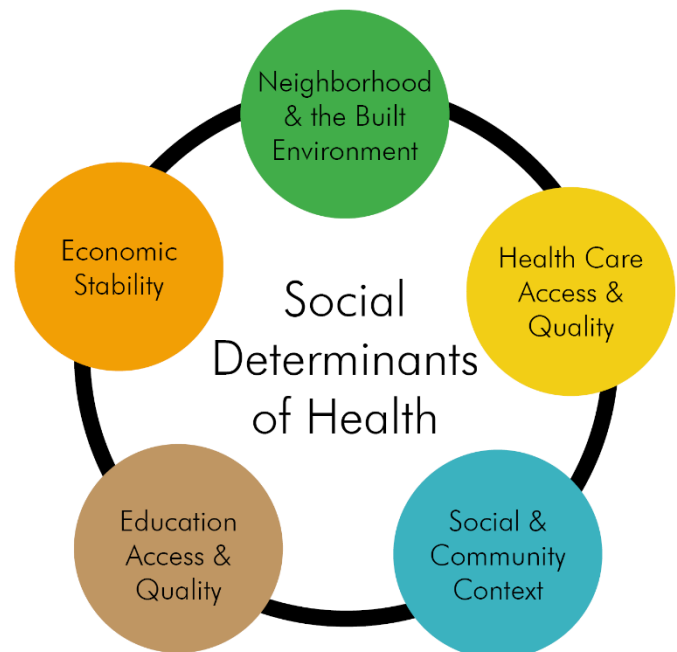 Neighborhood
& the Built
Environment
Economic
Stability
Health Care
Access &
Quality
Social
Determinants
of Health
Education
Access &
Quality
Social &
Community
Context